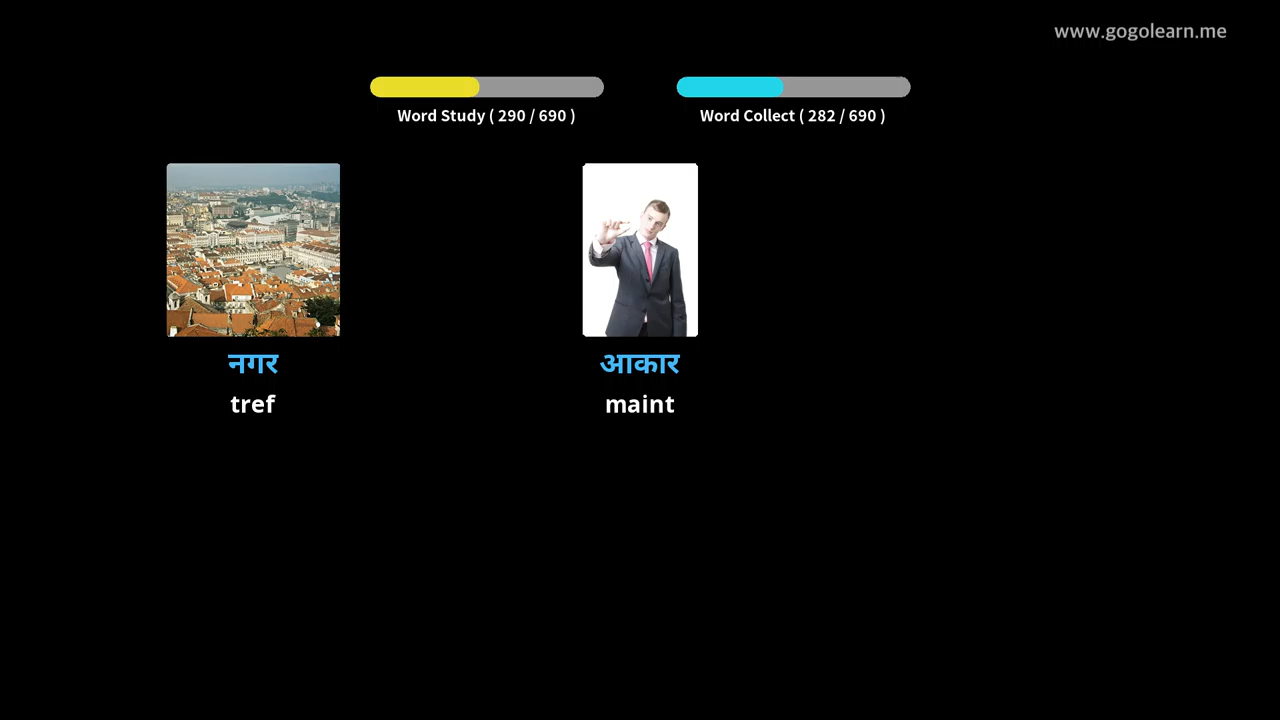 www.gogolearn.me
Word Study ( 290 / 690 )
Word Collect ( 282 / 690 )
नगर
आकार
tref
maint